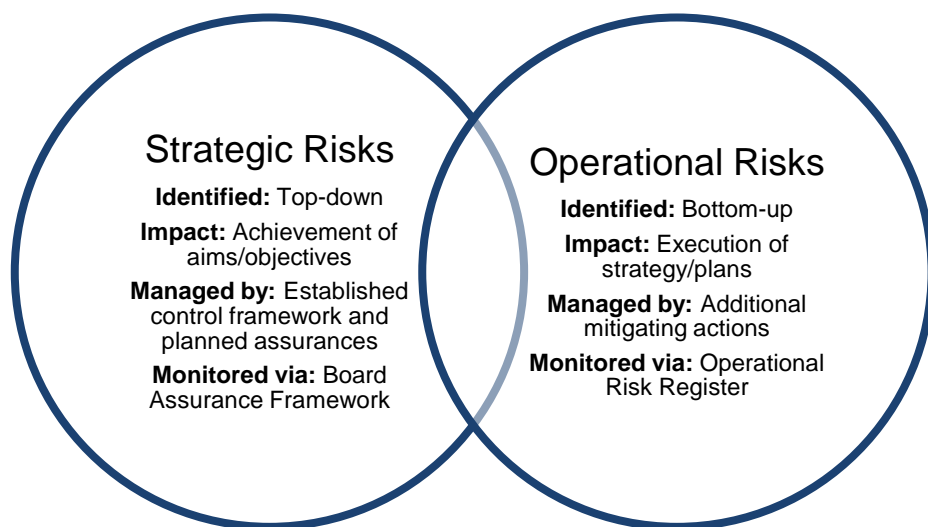 Strategic Risks
Identified: Top-down
Impact: Achievement of
aims/objectives
Managed by: Established
control framework and
planned assurances
Monitored via: Board
Assurance Framework
Operational Risks
Identified: Bottom-up
Impact: Execution of
strategy/plans
Managed by: Additional
mitigating actions
Monitored via: Operational
Risk Register